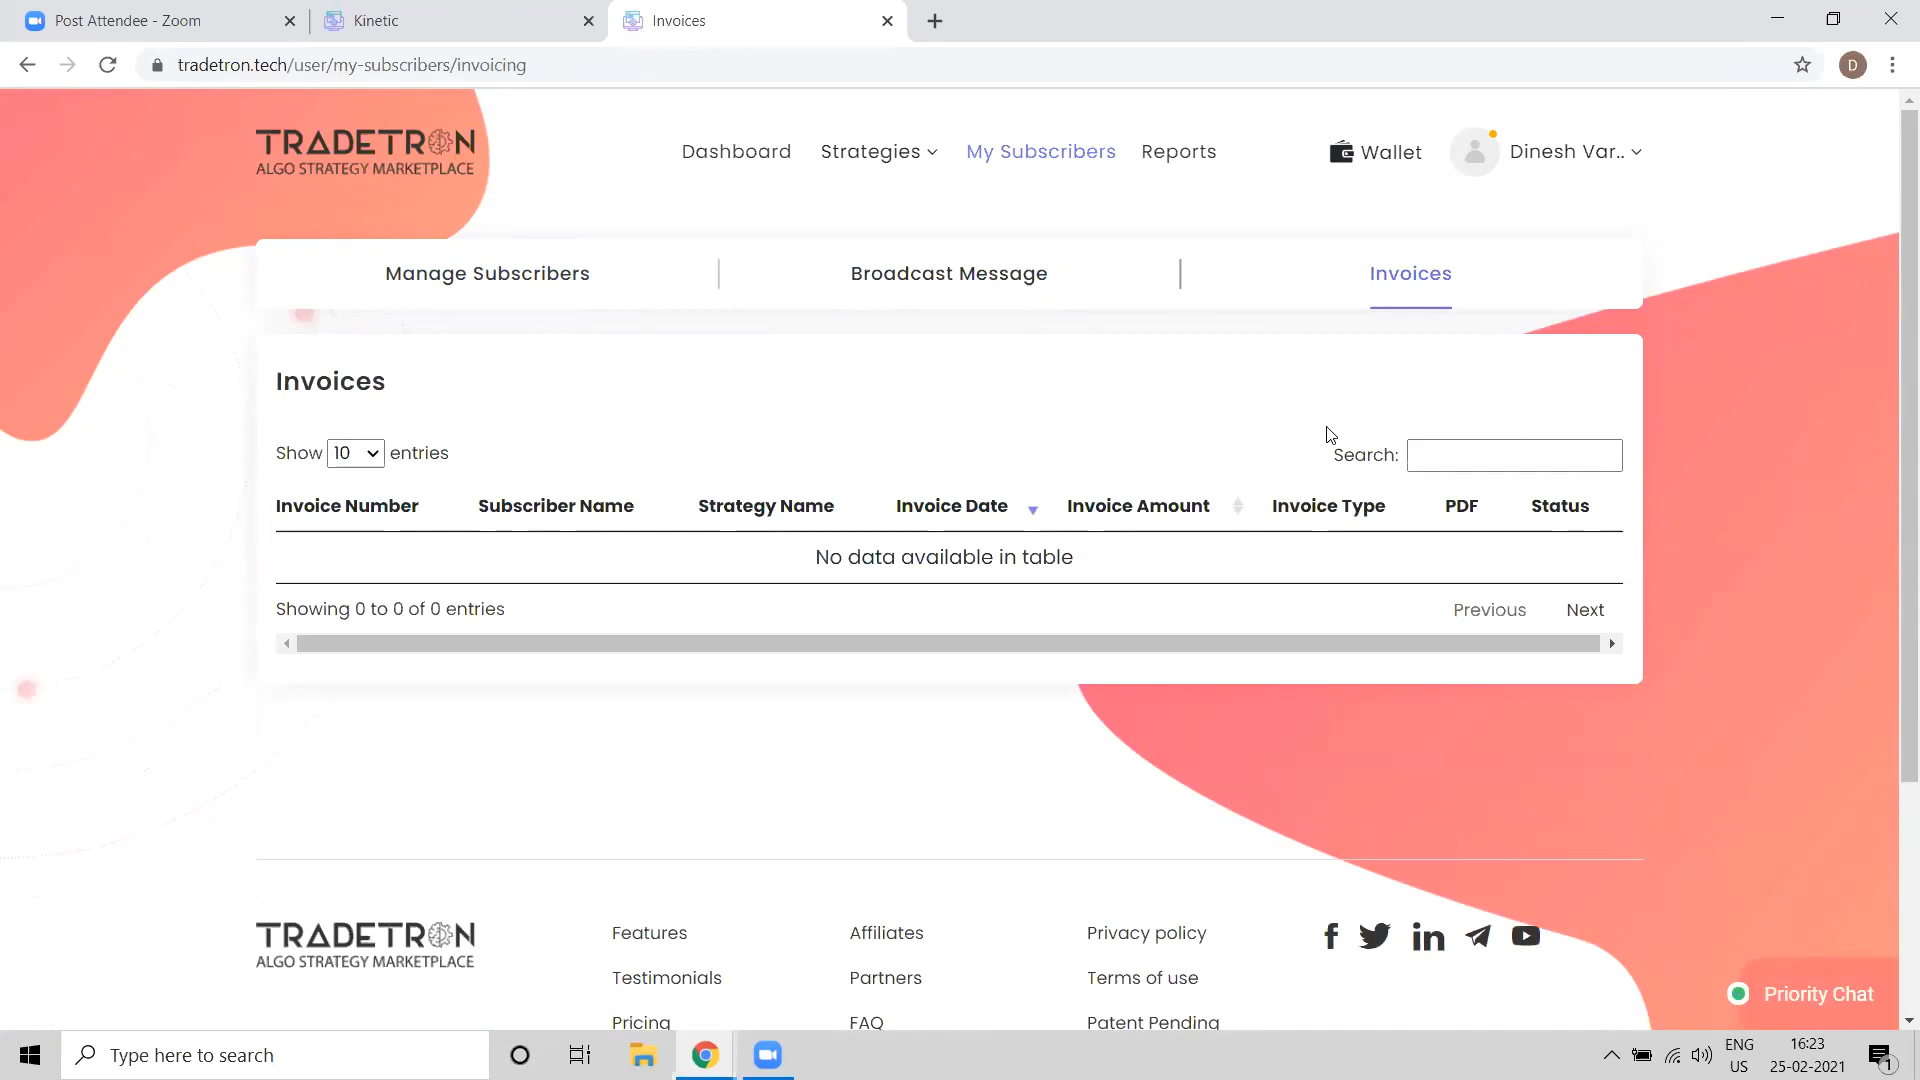 Post Attendee - Zoom
Kinetic
Invoices
tradetron.tech/user/my-subscribers/invoicing
D
TRADETRON
ALGO STRATEGY MARKETPLACE
Dashboard
Strategies
My Subscribers
Reports
Wallet
Dinesh Var..
Manage Subscribers
Broadcast Message
Invoices
Invoices
Show 10 entries
Search:
Invoice Number Subscriber Name Strategy Name Invoice Date Invoice Amount Invoice Type PDF Status
No data available in table
Showing 0 to 0 of 0 entries
Previous Next
TRADETRON
ALGO STRATEGY MARKETPLACE
Features Affiliates Privacy policy
Testimonials Partners Terms of use
Pricing FAQ Patent Pending
Priority Chat
Type here to search
ENG
US
16:23
25-02-2021
1